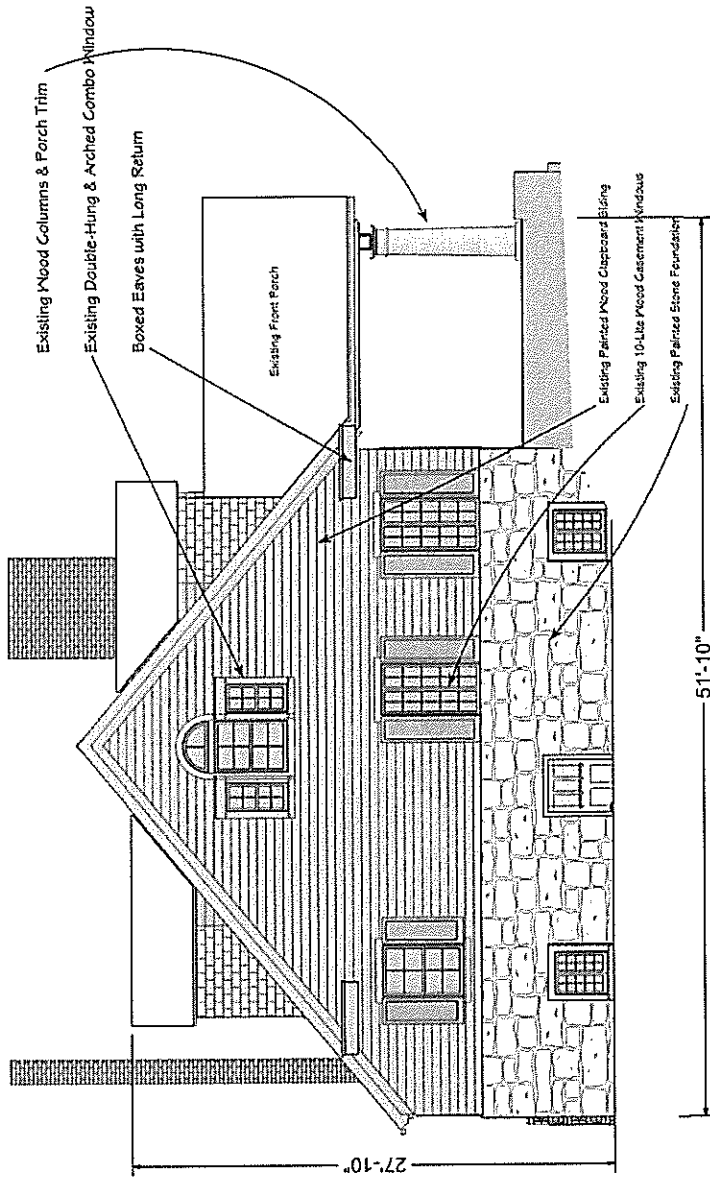 Existing Wood Columns & Porch Trim
Existing Double-Hung & Arched Combo Window
Boxed Eaves with Long Return
Existing Front Porch
Existing Painted Wood Clapboard Siding
Existing 10-Lite Wood Casement Windows
Existing Painted Stone Foundation
27'-10"
51'-10"